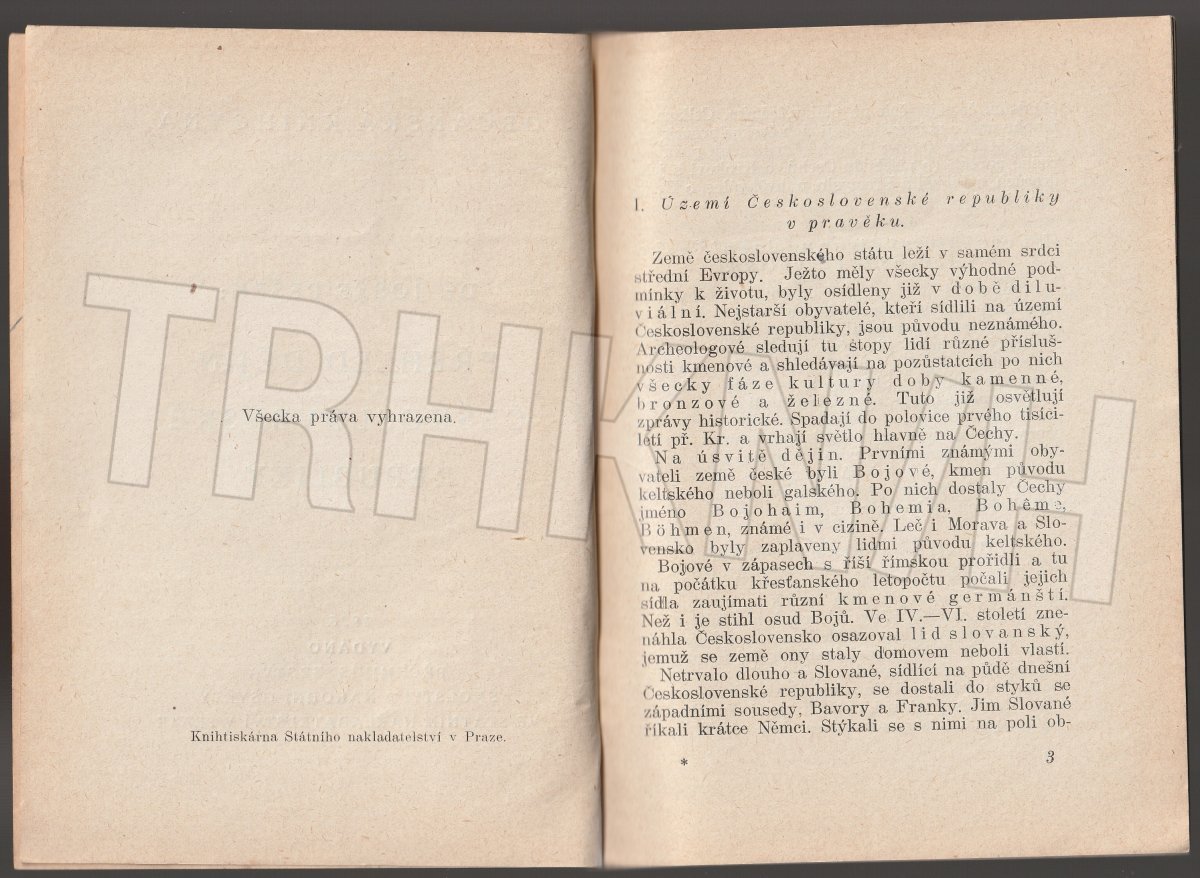 Všecka práva vyhrazena.
Knihtiskárna Státního nakladatelství v Praze.
1. Území Československé republiky
v pravěku.
Země československého státu leží v samém srdci
střední Evropy. Ježto měly všecky výhodné pod-
mínky k životu, byly osídleny již v době dilu-
viální. Nejstarší obyvatelé, kteří sídlili na území
Československé republiky, jsou původu neznámého.
Archeologové sledují tu stopy lidí různé přísluš-
nosti kmenové a shledávají na pozůstatcích po nich
všecky fáze kultury doby kamenné,
bronzové a železné. Tuto již osvětlují
zprávy historické. Spadají do polovice prvého tisíci-
letí př. Kr. a vrhají světlo hlavně na Čechy.
Na úsvitě dějin. Prvními známými oby-
vateli země české byli Bojové, kmen původu
keltského neboli galského. Po nich dostaly Čechy
jméno Bojohaim, Bohemia, Bohême,
Böhmen, známé i v cizině. Leč i Morava a Slo-
vensko byly zaplaveny lidmi původu keltského.
Bojové v zápasech s říší římskou prořidli a tu
na počátku křesťanského letopočtu počali jejich
sídla zaujímati různí kmenové germánští.
Než i je stihl osud Bojů. Ve IV.—VI. století zne-
náhla Československo osazoval lid slovanský,
jemuž se země ony staly domovem neboli vlastí.
Netrvalo dlouho a Slované, sídlící na půdě dnešní
Československé republiky, se dostali do styků se
západními sousedy, Bavory a Franky. Jim Slované
říkali krátce Němci. Stýkali se s nimi na poli ob-
* 3
TRHKNIH